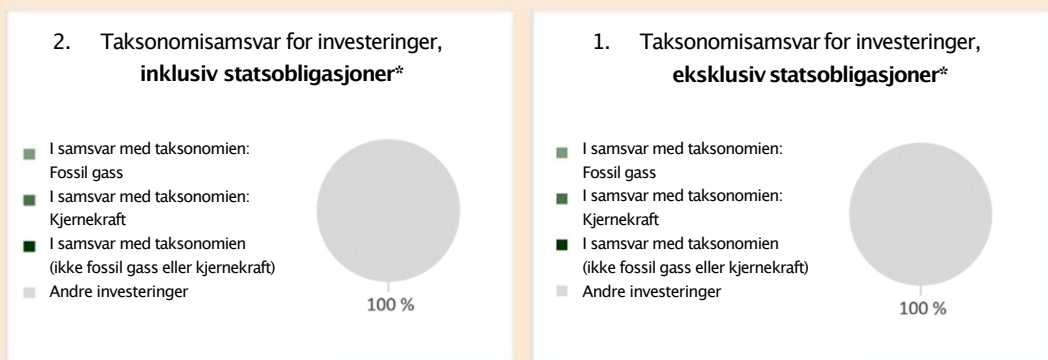 2. Taksonomisamsvar for investeringer,
inklusiv statsobligasjoner*
I samsvar med taksonomien:
Fossil gass
I samsvar med taksonomien:
Kjernekraft
I samsvar med taksonomien
(ikke fossil gass eller kjernekraft)
Andre investeringer
100 %
1. Taksonomisamsvar for investeringer,
eksklusiv statsobligasjoner*
I samsvar med taksonomien:
Fossil gass
I samsvar med taksonomien:
Kjernekraft
I samsvar med taksonomien
(ikke fossil gass eller kjernekraft)
Andre investeringer
100 %